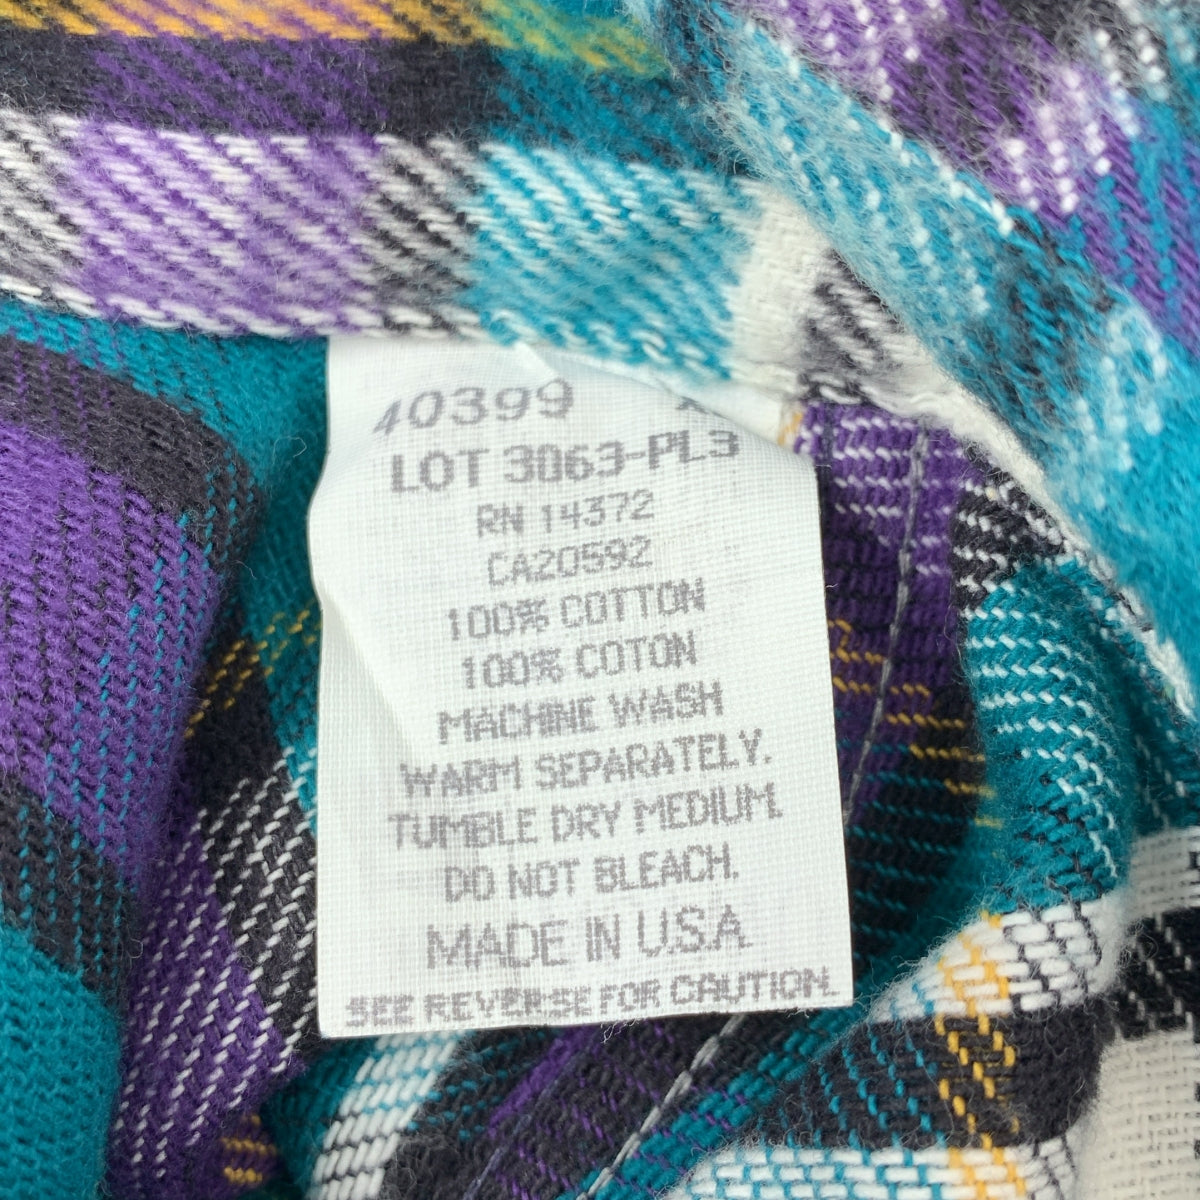 40399
LOT 3063-PL3
RN 14372
CA20592
100% COTTON
100% COTON
MACHINE WASH
WARM SEPARATELY.
TUMBLE DRY MEDIUM.
DO NOT BLEACH.
MADE IN U.S.A.
SEE REVERSE FOR CAUTION.